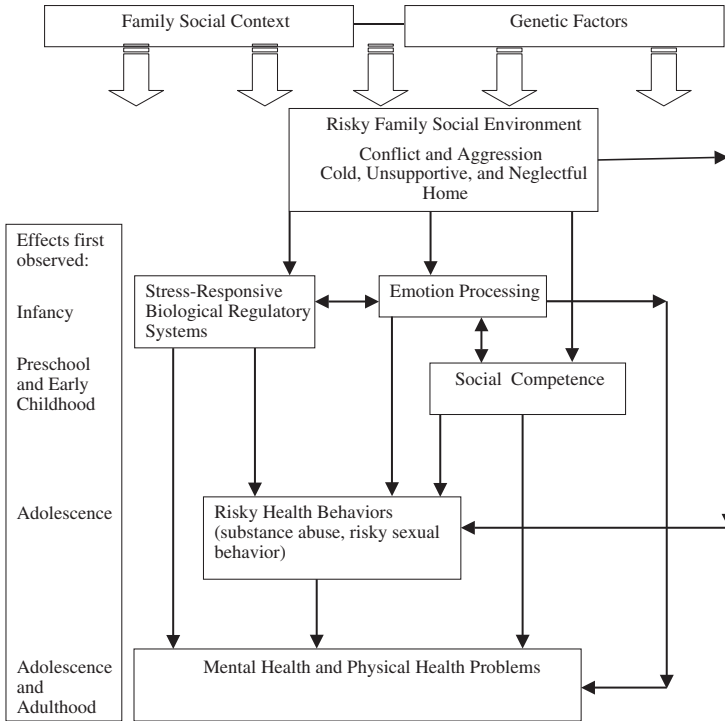 Family Social Context
Genetic Factors
Risky Family Social Environment
Conflict and Aggression
Cold, Unsupportive, and Neglectful
Home
Effects first
observed:
Infancy
Preschool
and Early
Childhood
Adolescence
Adolescence
and
Adulthood
Stress-Responsive
Biological Regulatory
Systems
Emotion Processing
Social Competence
Risky Health Behaviors
(substance abuse, risky sexual
behavior)
Mental Health and Physical Health Problems